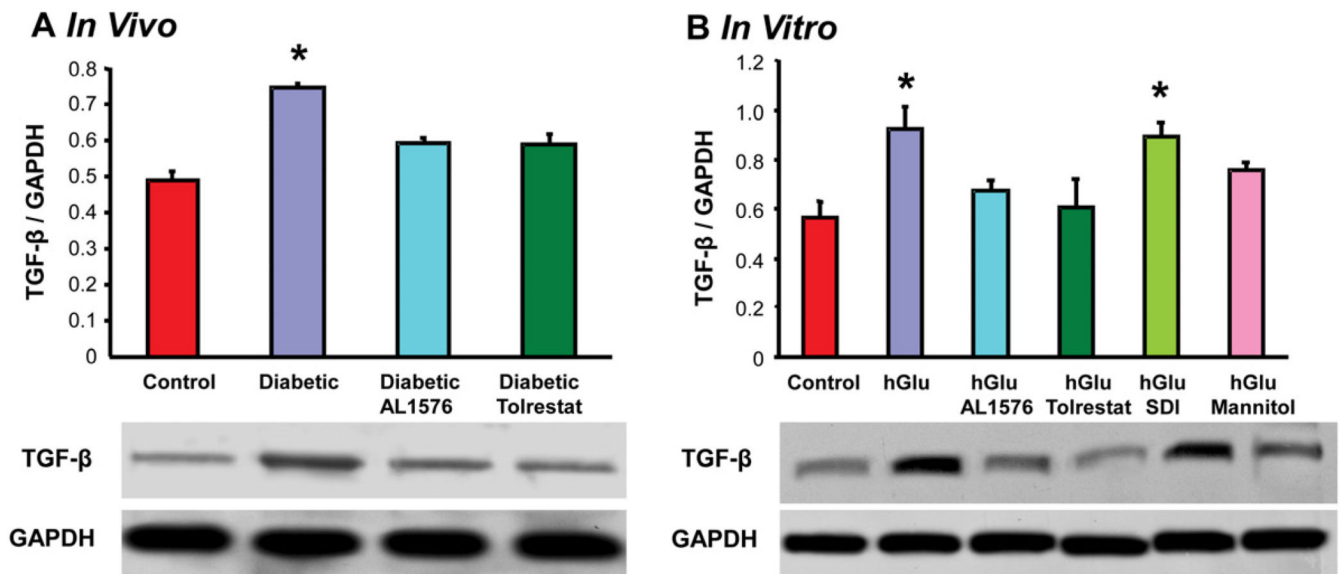 A In Vivo
*
TGF-β / GAPDH
0.8
0.7
0.6
0.5
0.4
0.3
0.2
0.1
0
Control
Diabetic
Diabetic
AL1576
Diabetic
Tolrestat
TGF-β
GAPDH
B In Vitro
*
*
TGF-β / GAPDH
1.2
1.0
0.8
0.6
0.4
0.2
0
Control
hGlu
hGlu
AL1576
hGlu
Tolrestat
hGlu
SDI
hGlu
Mannitol
TGF-β
GAPDH